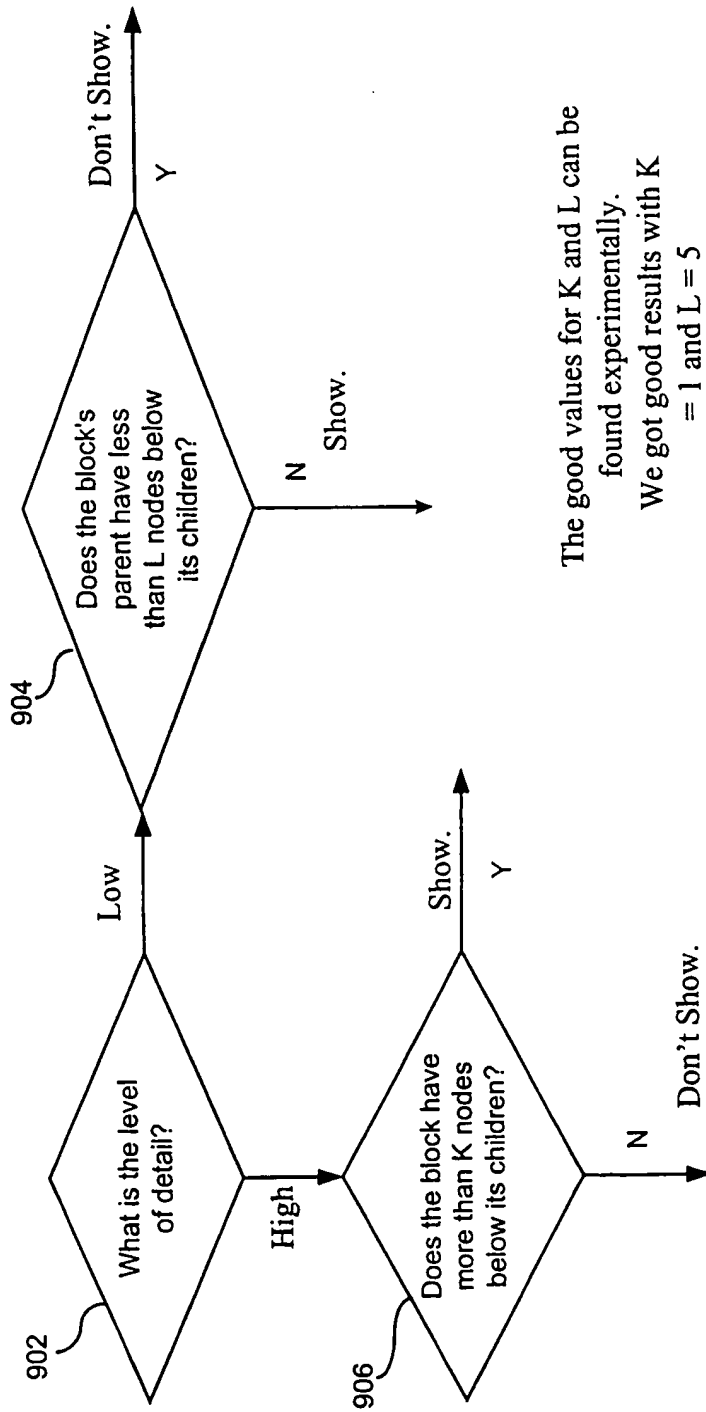 902
What is the level
of detail?
Low
High
904
Does the block's
parent have less
than L nodes below
its children?
Don't Show.
Y
N
Show.
906
Does the block have
more than K nodes
below its children?
Show.
Y
N
Don't Show.
The good values for K and L can be
found experimentally.
We got good results with K
= 1 and L = 5